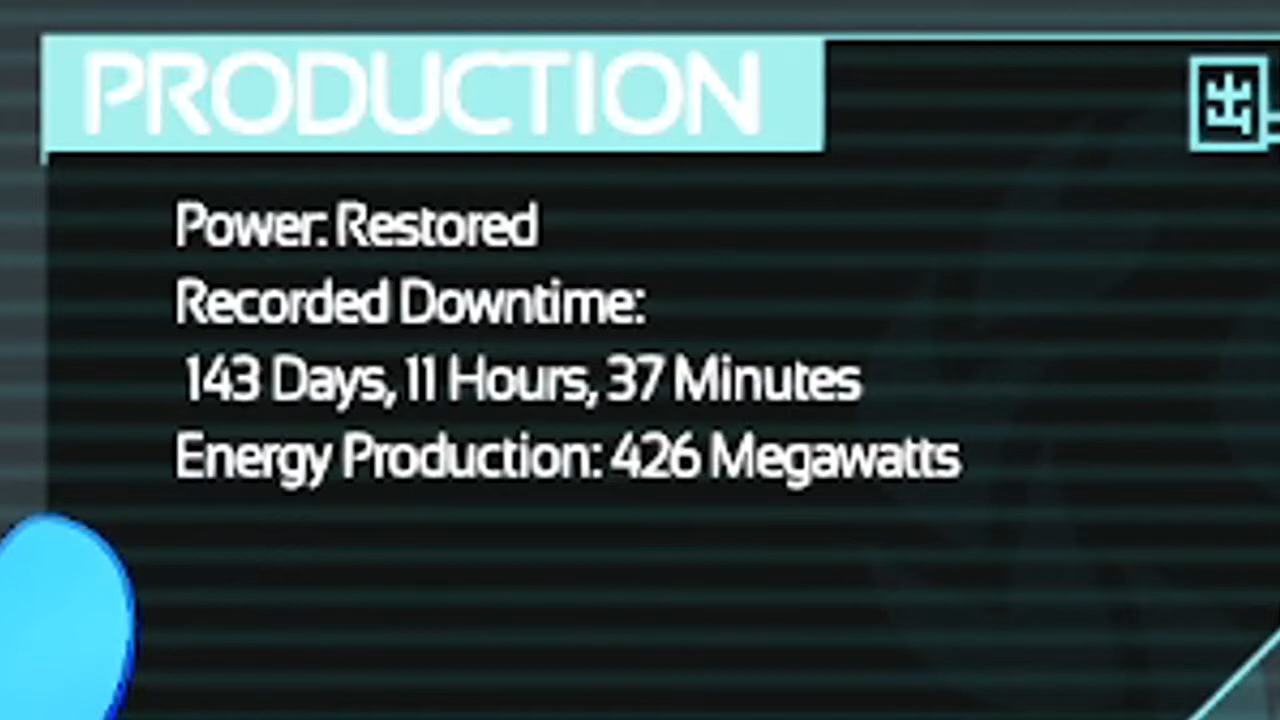 PRODUCTION
Power: Restored
Recorded Downtime:
143 Days, 11 Hours, 37 Minutes
Energy Production: 426 Megawatts